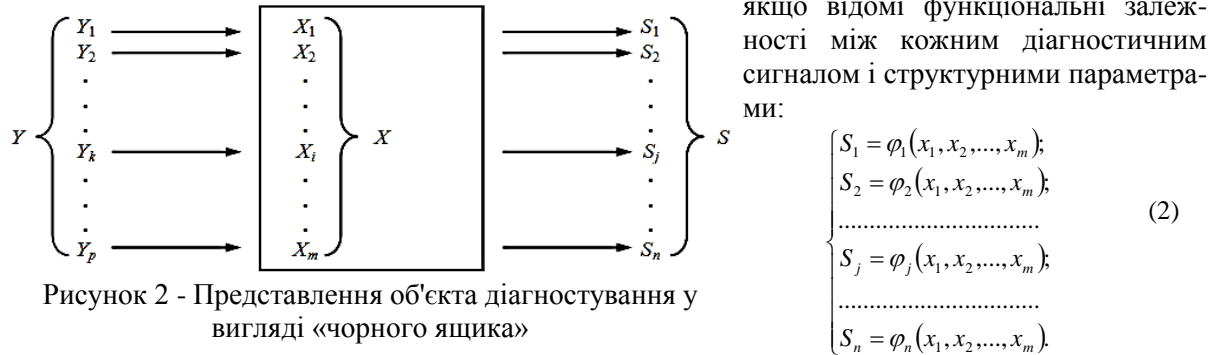 Y₁ X₁ S₁
Y₂ X₂ S₂
. . .
. . .
. . .
Y Yₖ Xᵢ X Sⱼ S
. . .
. . .
Yₚ Xₘ Sₙ
Рисунок 2 - Представлення об'єкта діагностування у
вигляді «чорного ящика»
якщо відомі функціональні залеж-
ності між кожним діагностичним
сигналом і структурними параметра-
ми:
S₁ = φ₁(x₁, x₂,..., xₘ);
S₂ = φ₂(x₁, x₂,..., xₘ);
................................ (2)
Sⱼ = φⱼ(x₁, x₂,..., xₘ);
................................
Sₙ = φₙ(x₁, x₂,..., xₘ).